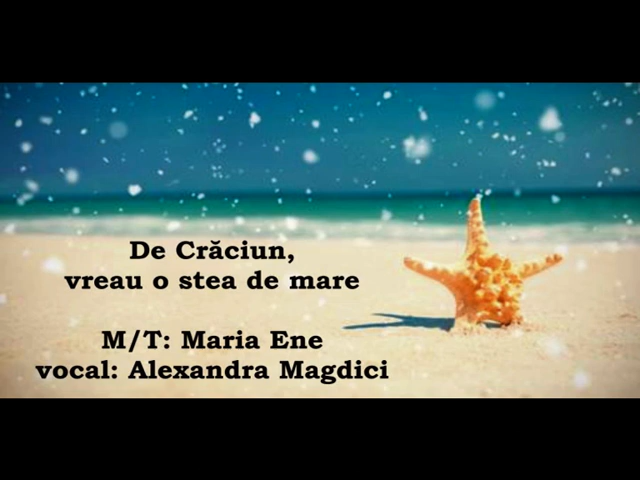 De Crăciun,
vreau o stea de mare
M/T: Maria Ene
vocal: Alexandra Magdici